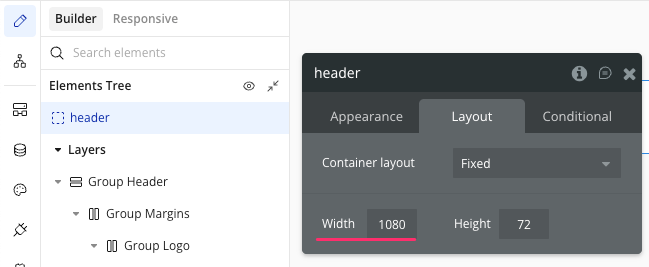 Builder Responsive
Search elements
Elements Tree
header
Layers
Group Header
Group Margins
Group Logo
header
Appearance Layout Conditional
Container layout Fixed
Width 1080 Height 72